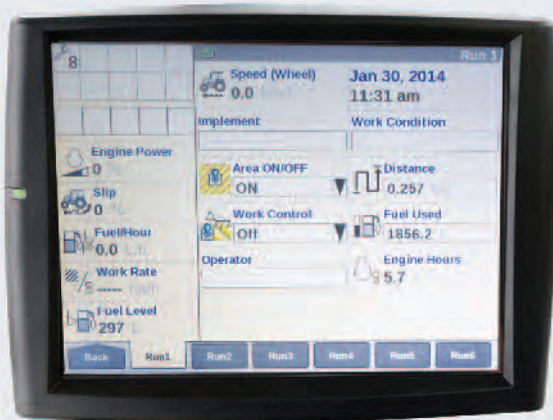 8
Engine Power
0 %
Slip
0 %
Fuel/Hour
0.0 L/h
Work Rate
-----
Fuel Level
297 L
Run 1
Speed (Wheel)
0.0
Jan 30, 2014
11:31 am
Implement
Work Condition
Area ON/OFF
ON
Distance
0.257
Work Control
Off
Fuel Used
1856.2
Operator
Engine Hours
5.7
Back
Run1
Run2
Run3
Run4
Run5
Run6